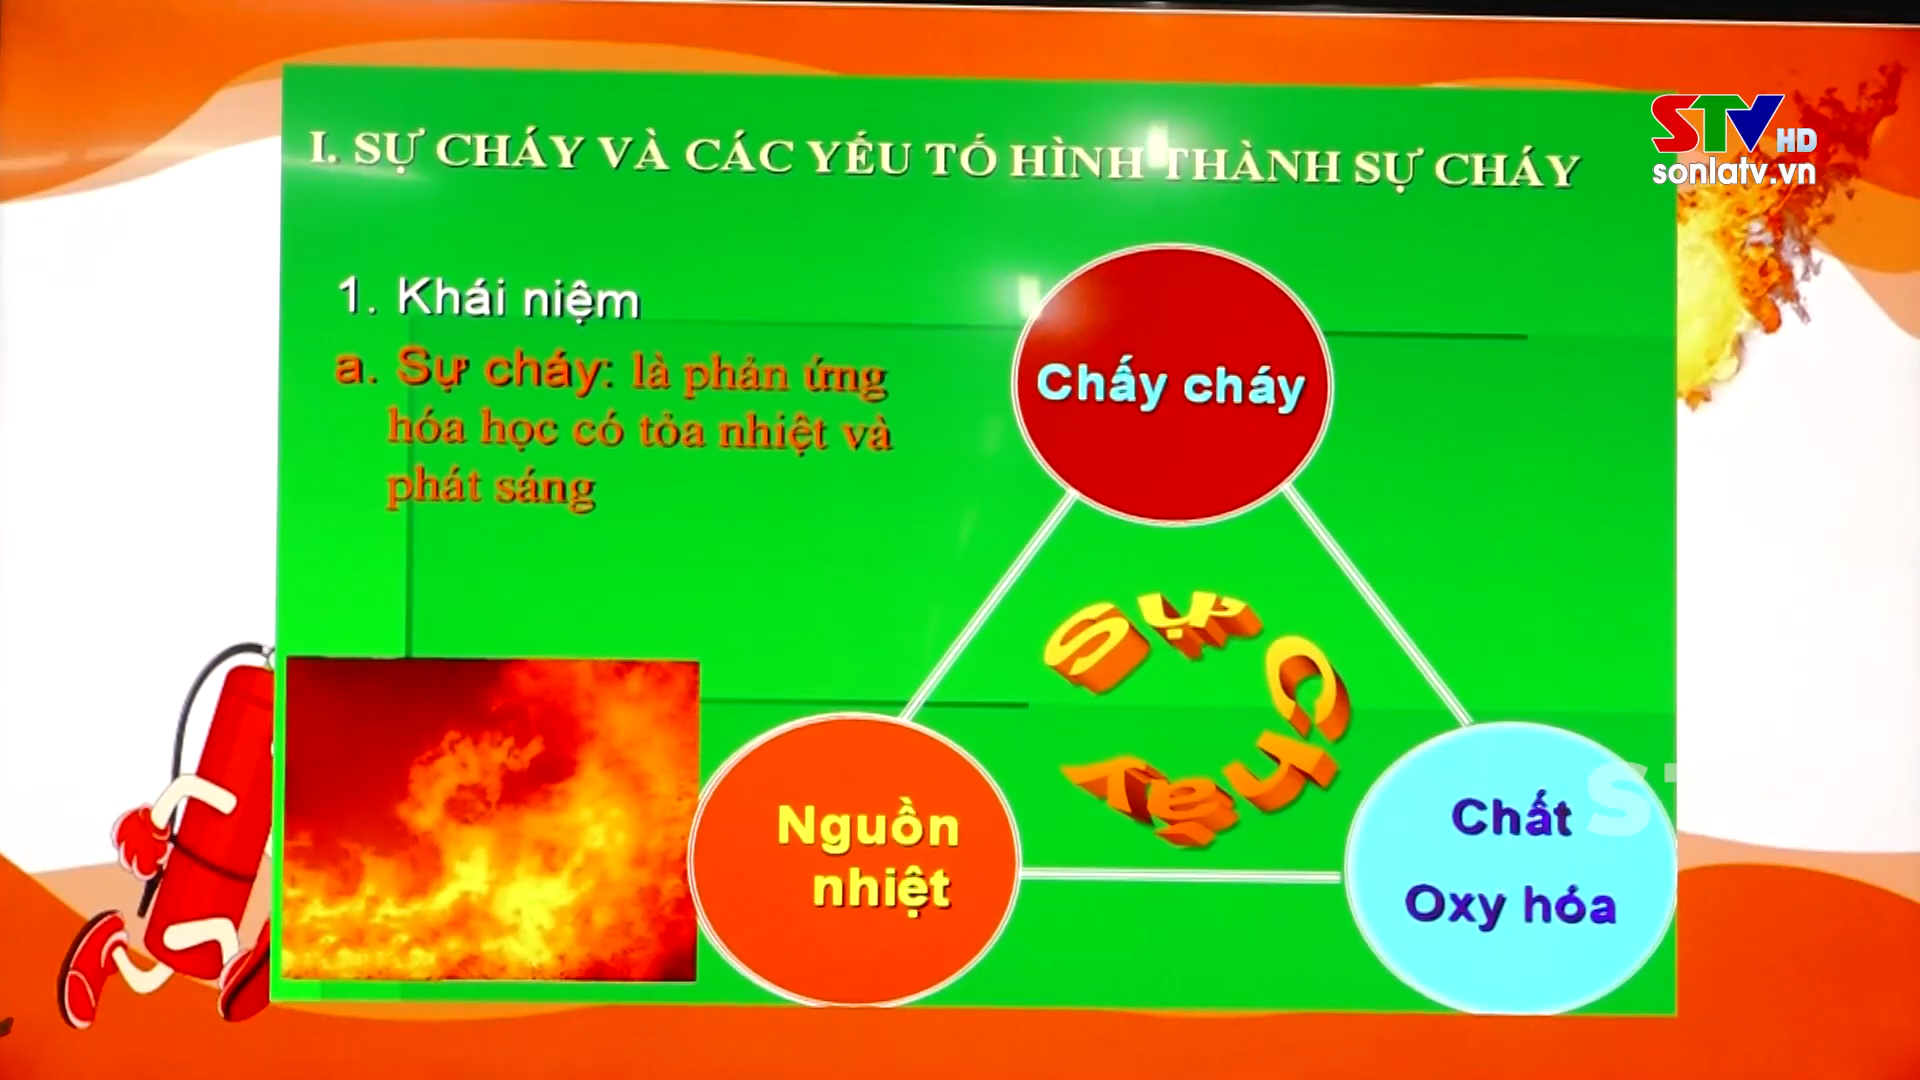 I. SỰ CHÁY VÀ CÁC YẾU TỐ HÌNH THÀNH SỰ CHÁY
STV HD
sonlatv.vn
1. Khái niệm
a. Sự cháy: là phản ứng
hóa học có tỏa nhiệt và
phát sáng
Chấy cháy
Sự Cháy
Nguồn
nhiệt
Chất
Oxy hóa